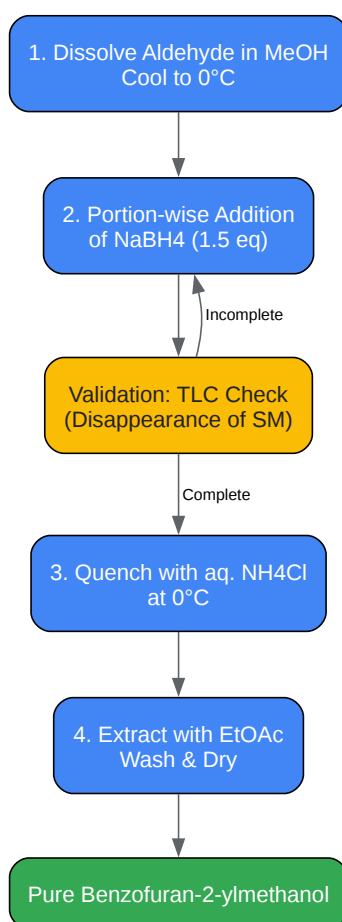 1. Dissolve Aldehyde in MeOH
Cool to 0°C
2. Portion-wise Addition
of NaBH4 (1.5 eq)
Incomplete
Validation: TLC Check
(Disappearance of SM)
Complete
3. Quench with aq. NH4Cl
at 0°C
4. Extract with EtOAc
Wash & Dry
Pure Benzofuran-2-ylmethanol